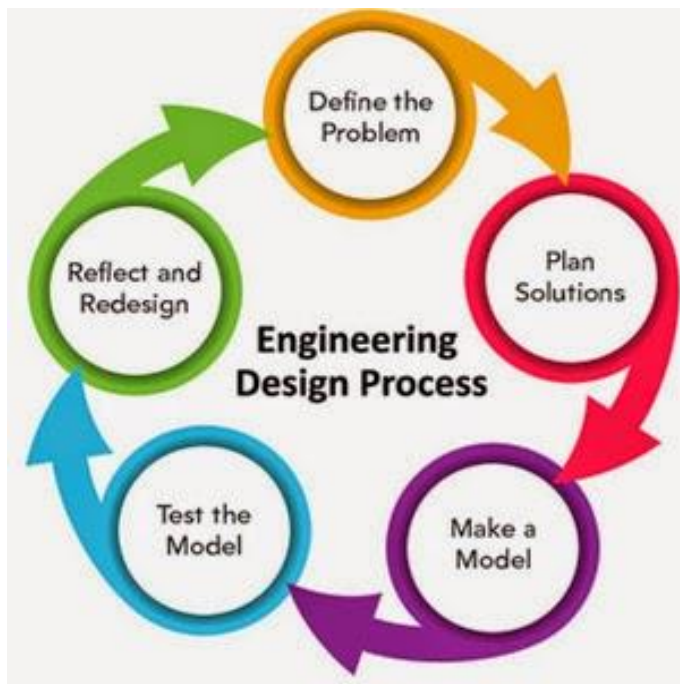 Define the
Problem
Plan
Solutions
Make a
Model
Test the
Model
Reflect and
Redesign
Engineering
Design Process